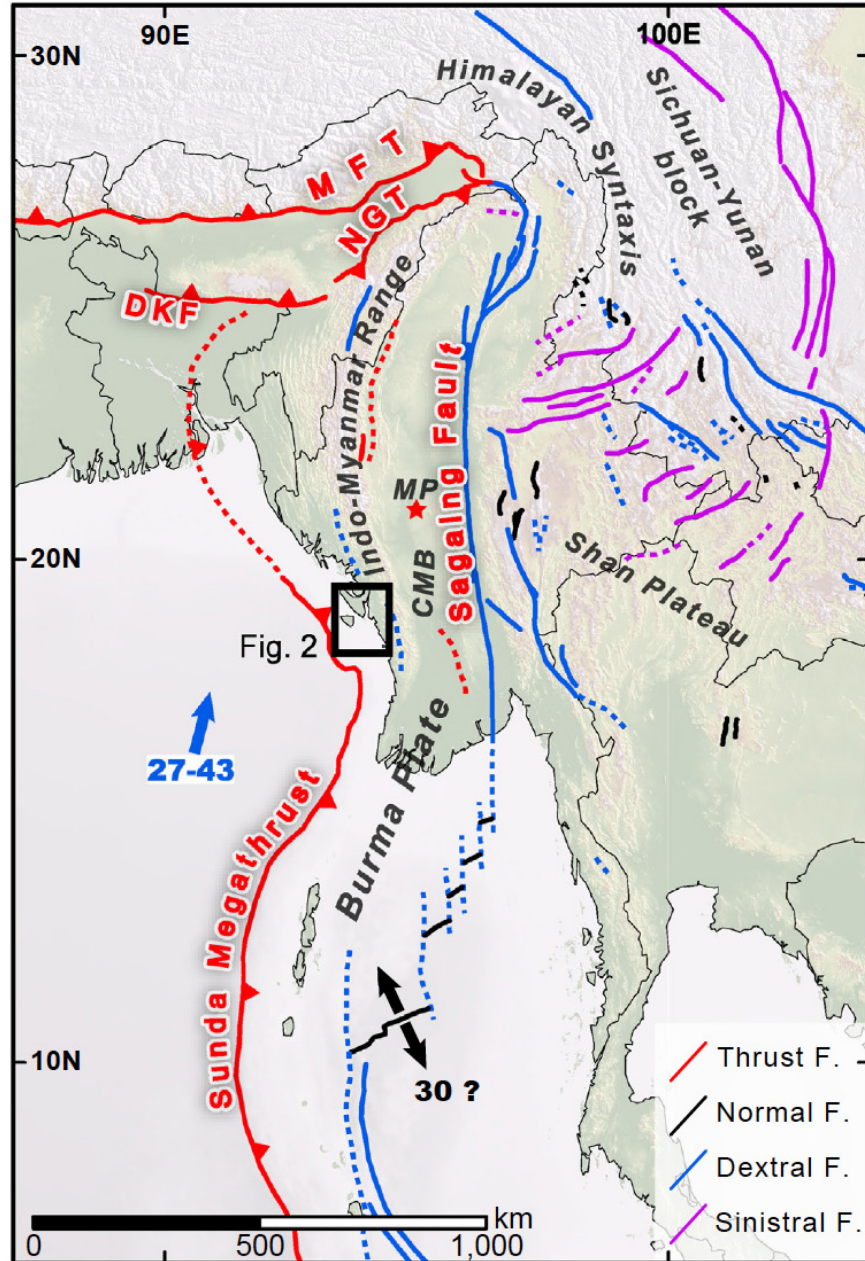 90E
100E
30N
Himalayan Syntaxis
Sichuan-Yunan
block
MFT
NGT
DKF
Indo-Myanmar Range
Sagaing Fault
MP
CMB
20N
Shan Plateau
Fig. 2
27-43
Burma Plate
Sunda Megathrust
10N
30 ?
Thrust F.
Normal F.
Dextral F.
Sinistral F.
km
0 500 1,000